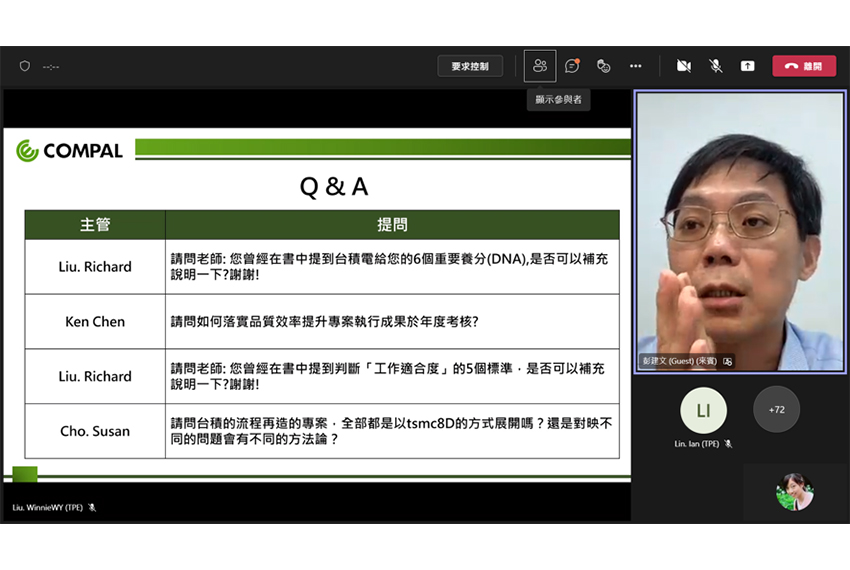 --:--
要求控制
離開
顯示參與者
COMPAL
Q & A
主管
提問
Liu. Richard
請問老師: 您曾經在書中提到台積電給您的6個重要養分(DNA),是否可以補充
說明一下?謝謝!
Ken Chen
請問如何落實品質效率提升專案執行成果於年度考核?
Liu. Richard
請問老師: 您曾經在書中提到判斷「工作適合度」的5個標準，是否可以補充
說明一下?謝謝!
Cho. Susan
請問台積的流程再造的專案，全部都是以tsmc8D的方式展開嗎？還是對映不
同的問題會有不同的方法論？
彭建文 (Guest) (來賓)
LI
+72
Lin. Ian (TPE)
Liu. WinnieWY (TPE)